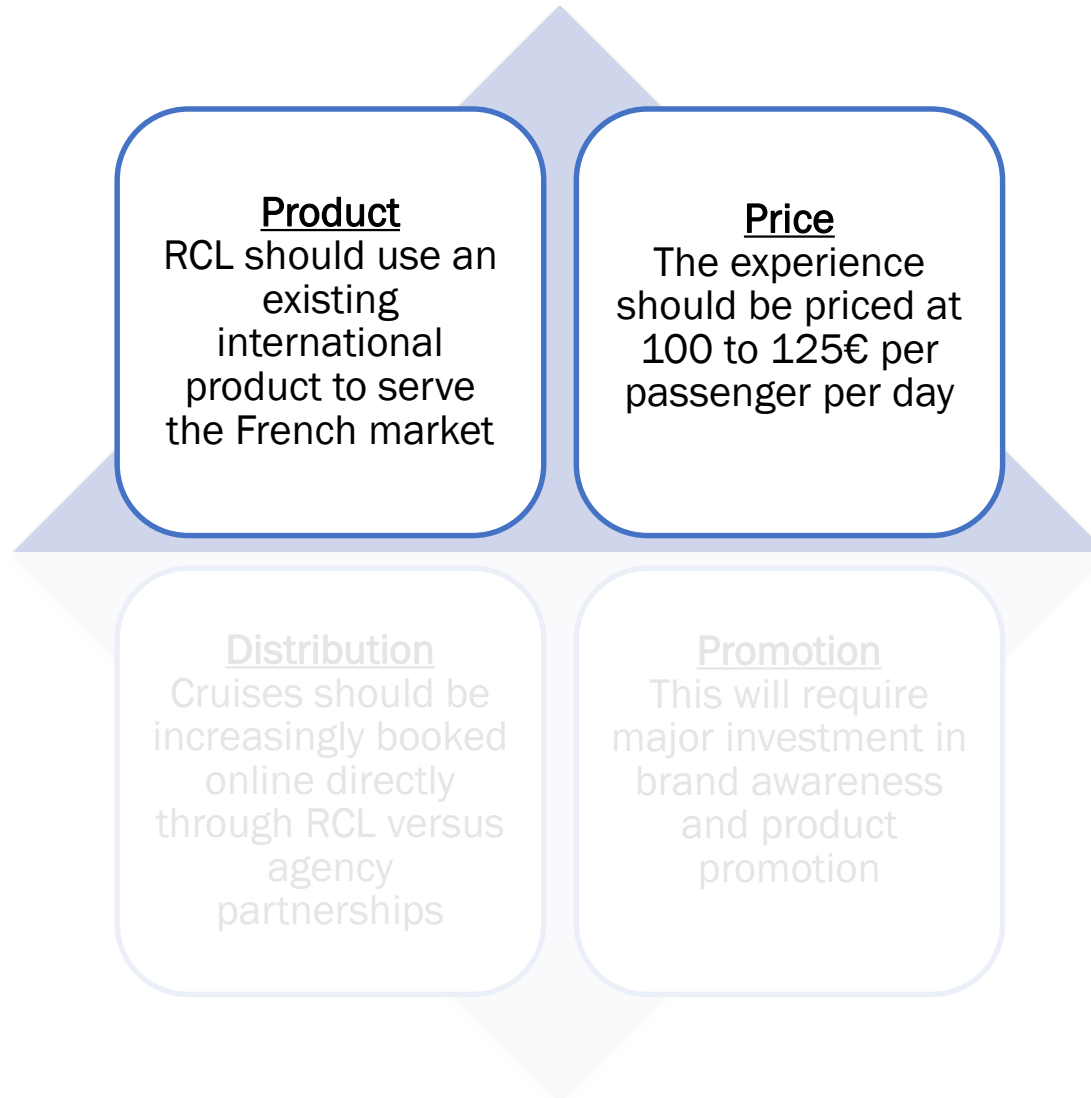 Product
RCL should use an
existing
international
product to serve
the French market
Price
The experience
should be priced at
100 to 125€ per
passenger per day
Distribution
Cruises should be
increasingly booked
online directly
through RCL versus
agency
partnerships
Promotion
This will require
major investment in
brand awareness
and product
promotion